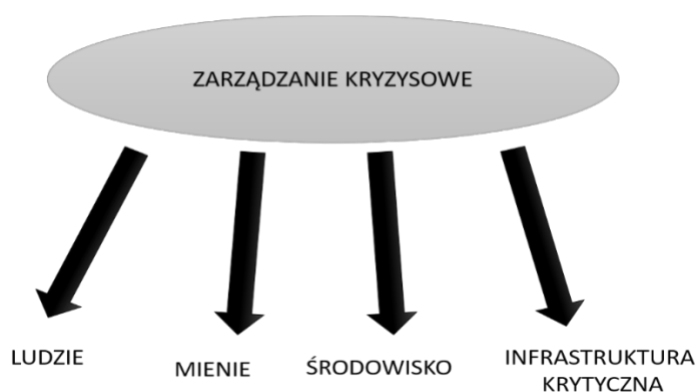 ZARZĄDZANIE KRYZYSOWE
LUDZIE
MIENIE
ŚRODOWISKO
INFRASTRUKTURA
KRYTYCZNA